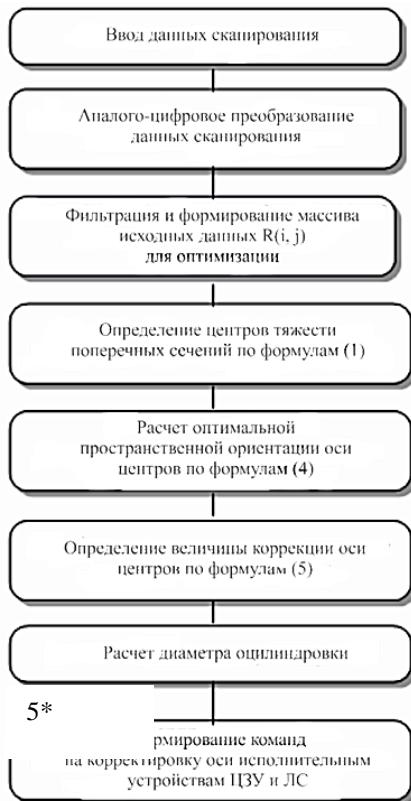 Ввод данных сканирования
Аналого-цифровое преобразование
данных сканирования
Фильтрация и формирование массива
исходных данных R(i, j)
для оптимизации
Определение центров тяжести
поперечных сечений по формулам (1)
Расчет оптимальной
пространственной ориентации оси
центров по формулам (4)
Определение величины коррекции оси
центров по формулам (5)
Расчет диаметра оцилиндровки
5*
рмирование команд
на корректировку оси исполнительным
устройствам ЦЗУ и ЛС